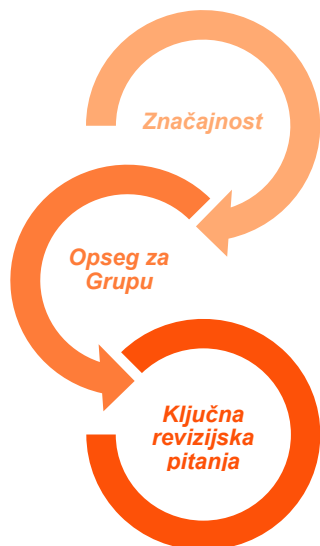 Značajnost
Opseg za
Grupu
Ključna
revizijska
pitanja